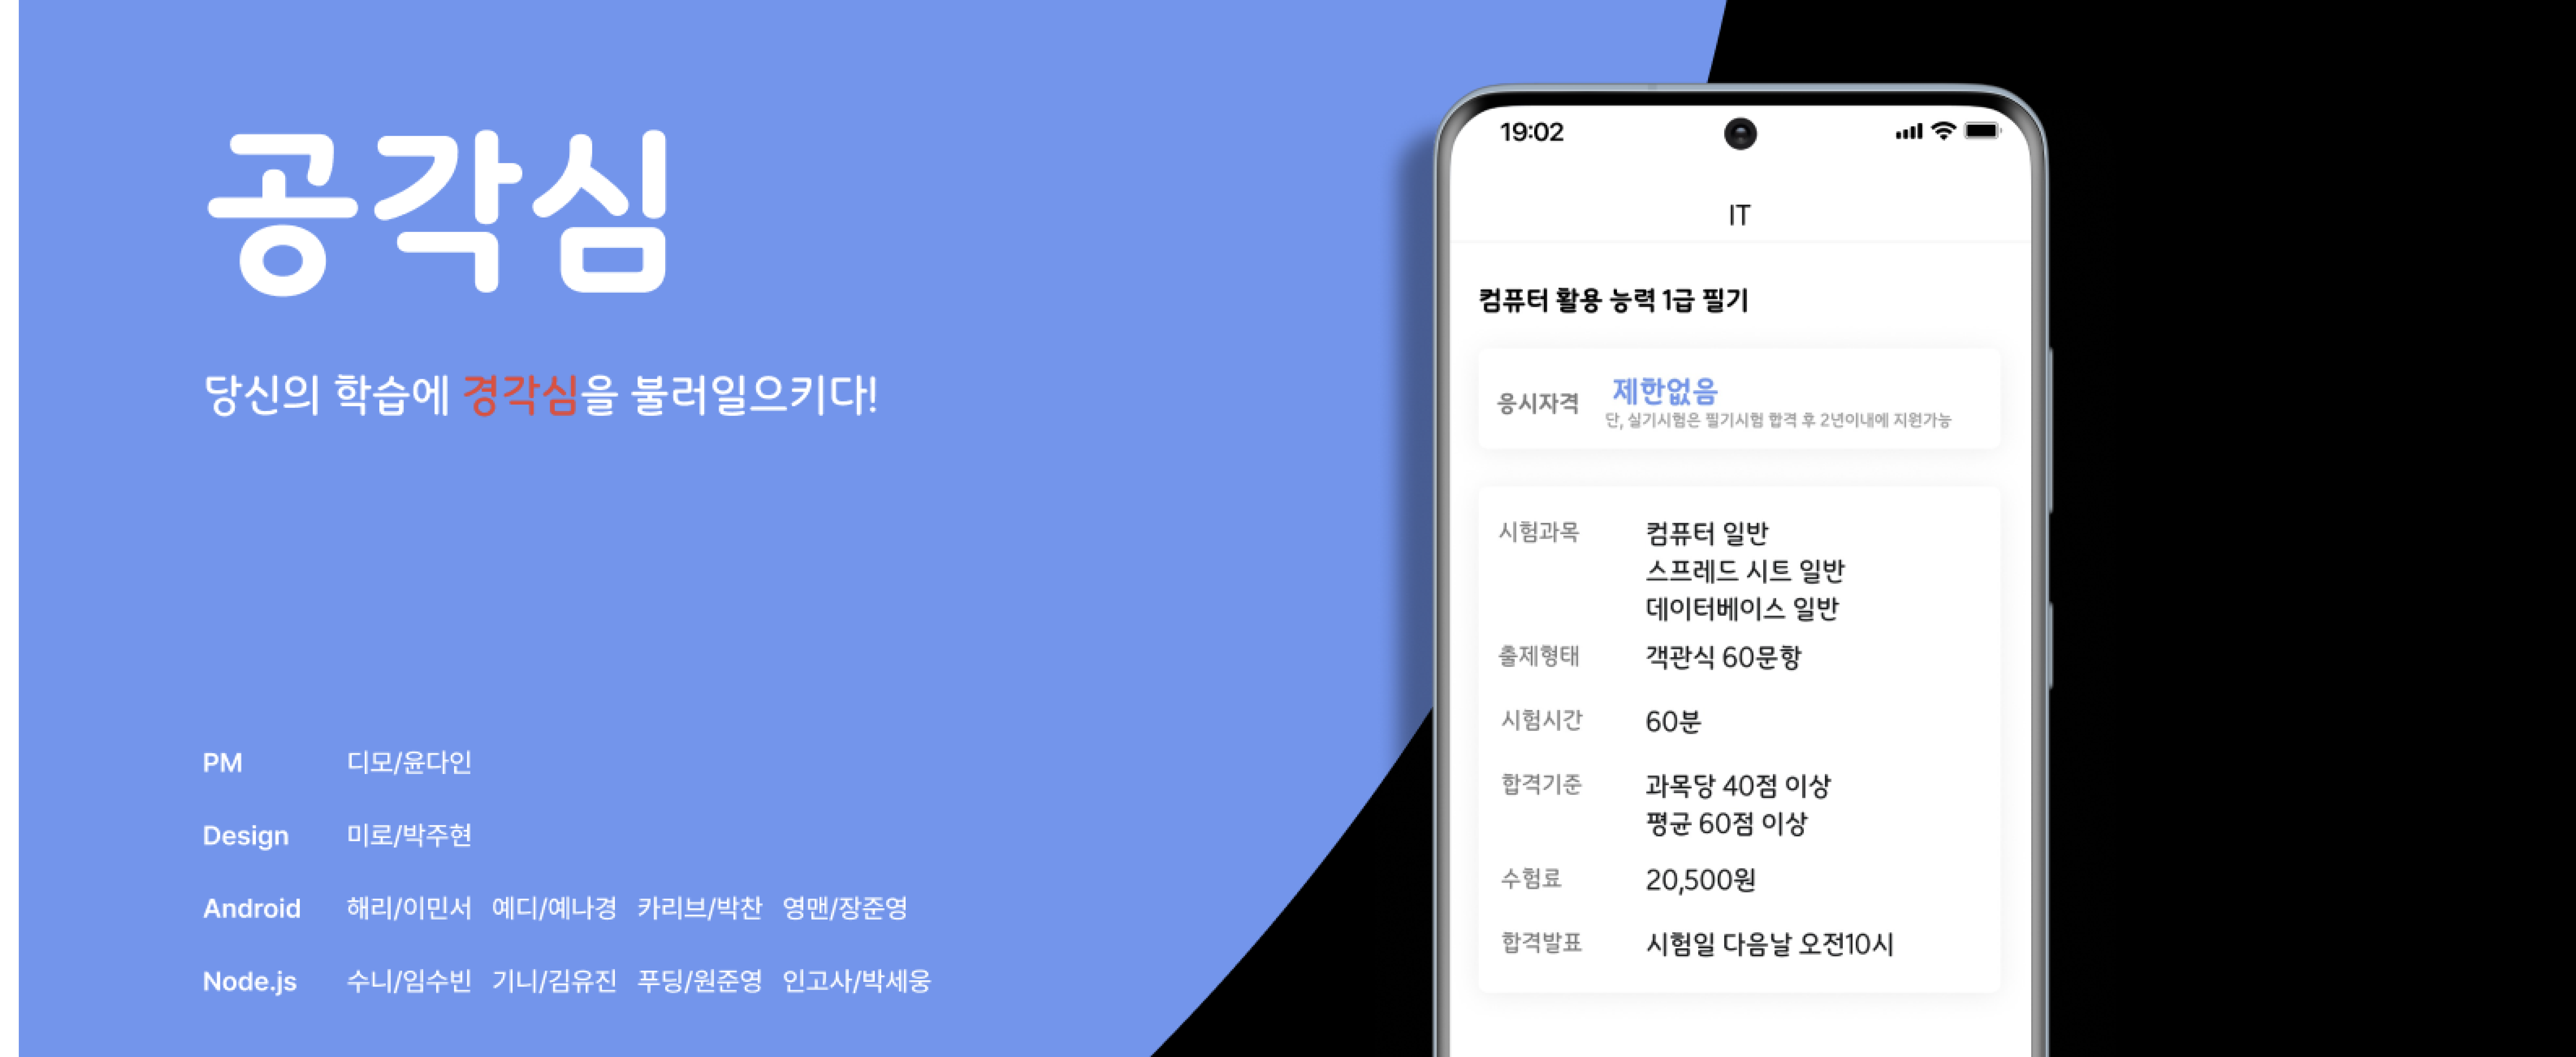 공각심
당신의 학습에 경각심을 불러일으키다!
PM 디모/윤다인
Design 미로/박주현
Android 해리/이민서 예디/예나경 카리브/박찬 영맨/장준영
Node.js 수니/임수빈 기니/김유진 푸딩/원준영 인고사/박세웅
19:02
IT
컴퓨터 활용 능력 1급 필기
응시자격 제한없음
단, 실기시험은 필기시험 합격 후 2년이내에 지원가능
시험과목 컴퓨터 일반
스프레드 시트 일반
데이터베이스 일반
출제형태 객관식 60문항
시험시간 60분
합격기준 과목당 40점 이상
평균 60점 이상
수험료 20,500원
합격발표 시험일 다음날 오전10시